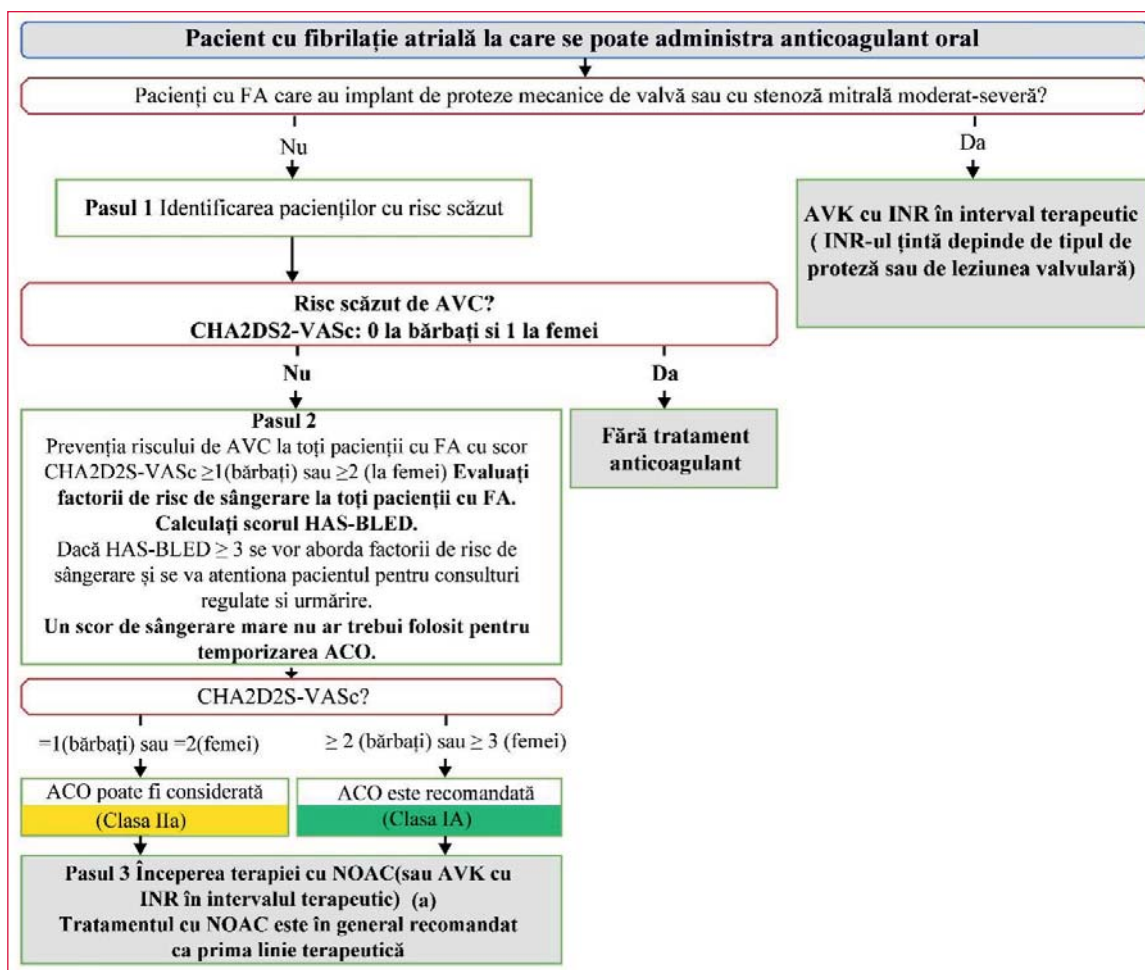 Pacient cu fibrilație atrială la care se poate administra anticoagulant oral
Pacienți cu FA care au implant de proteze mecanice de valvă sau cu stenoză mitrală moderat-severă?
Nu
Da
Pasul 1 Identificarea pacienților cu risc scăzut
AVK cu INR în interval terapeutic
( INR-ul țintă depinde de tipul de
proteză sau de leziunea valvulară)
Risc scăzut de AVC?
CHA2DS2-VASc: 0 la bărbați si 1 la femei
Nu
Da
Pasul 2
Prevenția riscului de AVC la toți pacienții cu FA cu scor
CHA2D2S-VASc ≥1(bărbați) sau ≥2 (la femei) Evaluați
factorii de risc de sângerare la toți pacienții cu FA.
Calculați scorul HAS-BLED.
Dacă HAS-BLED ≥ 3 se vor aborda factorii de risc de
sângerare și se va atentiona pacientul pentru consulturi
regulate si urmărire.
Un scor de sângerare mare nu ar trebui folosit pentru
temporizarea ACO.
Fără tratament
anticoagulant
CHA2D2S-VASc?
=1(bărbați) sau =2(femei)
≥ 2 (bărbați) sau ≥ 3 (femei)
ACO poate fi considerată
(Clasa IIa)
ACO este recomandată
(Clasa IA)
Pasul 3 Începerea terapiei cu NOAC(sau AVK cu
INR în intervalul terapeutic) (a)
Tratamentul cu NOAC este în general recomandat
ca prima linie terapeutică